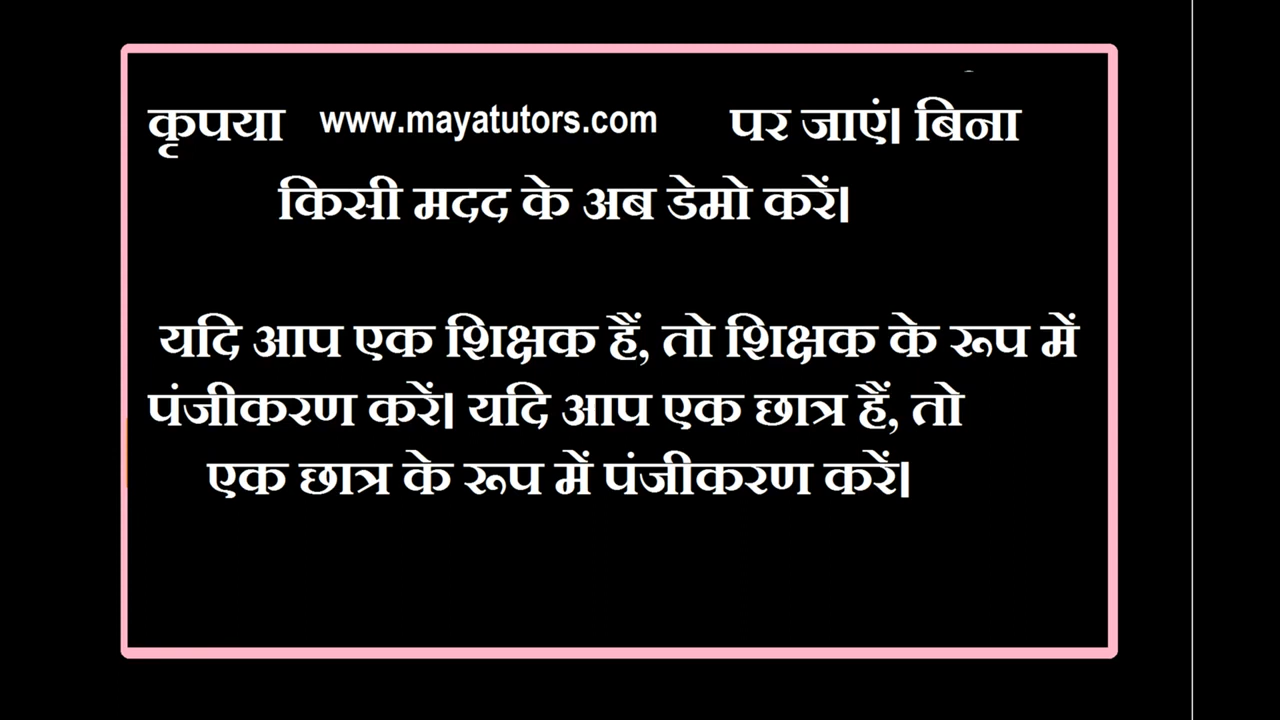 कृपया www.mayatutors.com पर जाएं। बिना
किसी मदद के अब डेमो करें।
यदि आप एक शिक्षक हैं, तो शिक्षक के रूप में
पंजीकरण करें। यदि आप एक छात्र हैं, तो
एक छात्र के रूप में पंजीकरण करें।